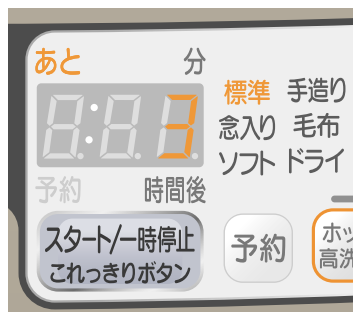 あと 分
3
予約 時間後
標準 手造り
念入り 毛布
ソフト ドライ
スタート/一時停止
これっきりボタン
予約
ホッ
高洗